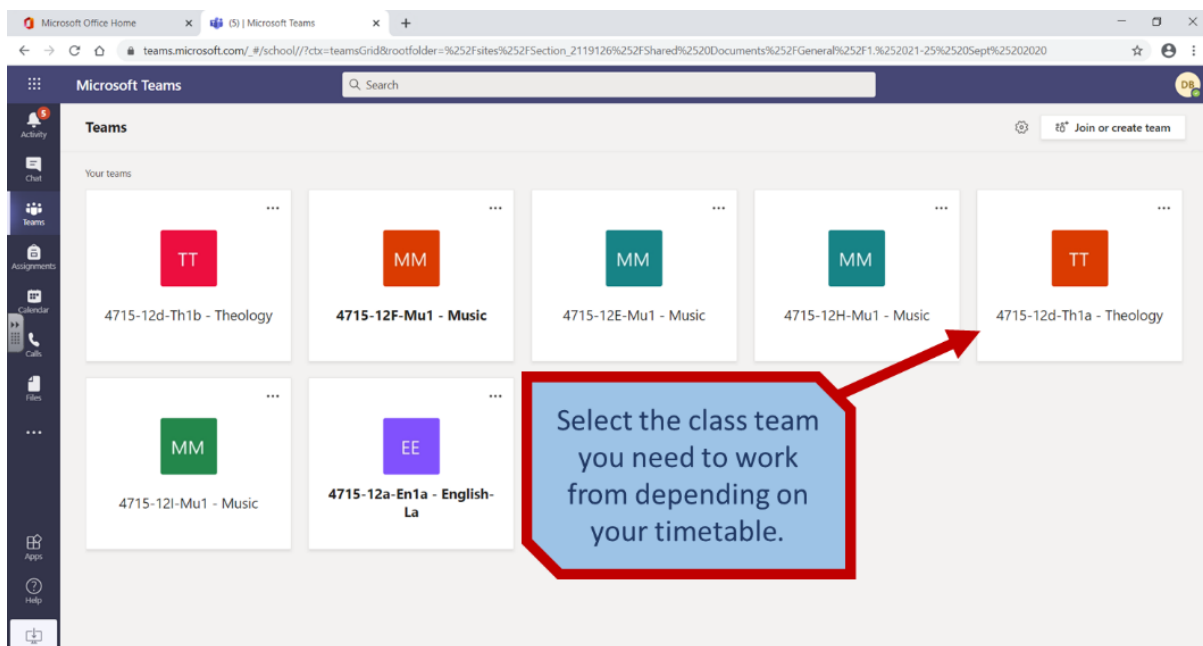 Microsoft Office Home
(5) | Microsoft Teams
teams.microsoft.com/_#/school//?ctx=teamsGrid&rootfolder=%252Fsites%252FSection_2119126%252FShared%2520Documents%252FGeneral%252F1.%252021-25%2520Sept%25202020
Microsoft Teams
Search
DB
5
Activity
Chat
Teams
Assignments
Calendar
Calls
Files
Apps
Help
Teams
Join or create team
Your teams
TT
4715-12d-Th1b - Theology
MM
4715-12F-Mu1 - Music
MM
4715-12E-Mu1 - Music
MM
4715-12H-Mu1 - Music
TT
4715-12d-Th1a - Theology
MM
4715-12I-Mu1 - Music
EE
4715-12a-En1a - English-
La
Select the class team
you need to work
from depending on
your timetable.